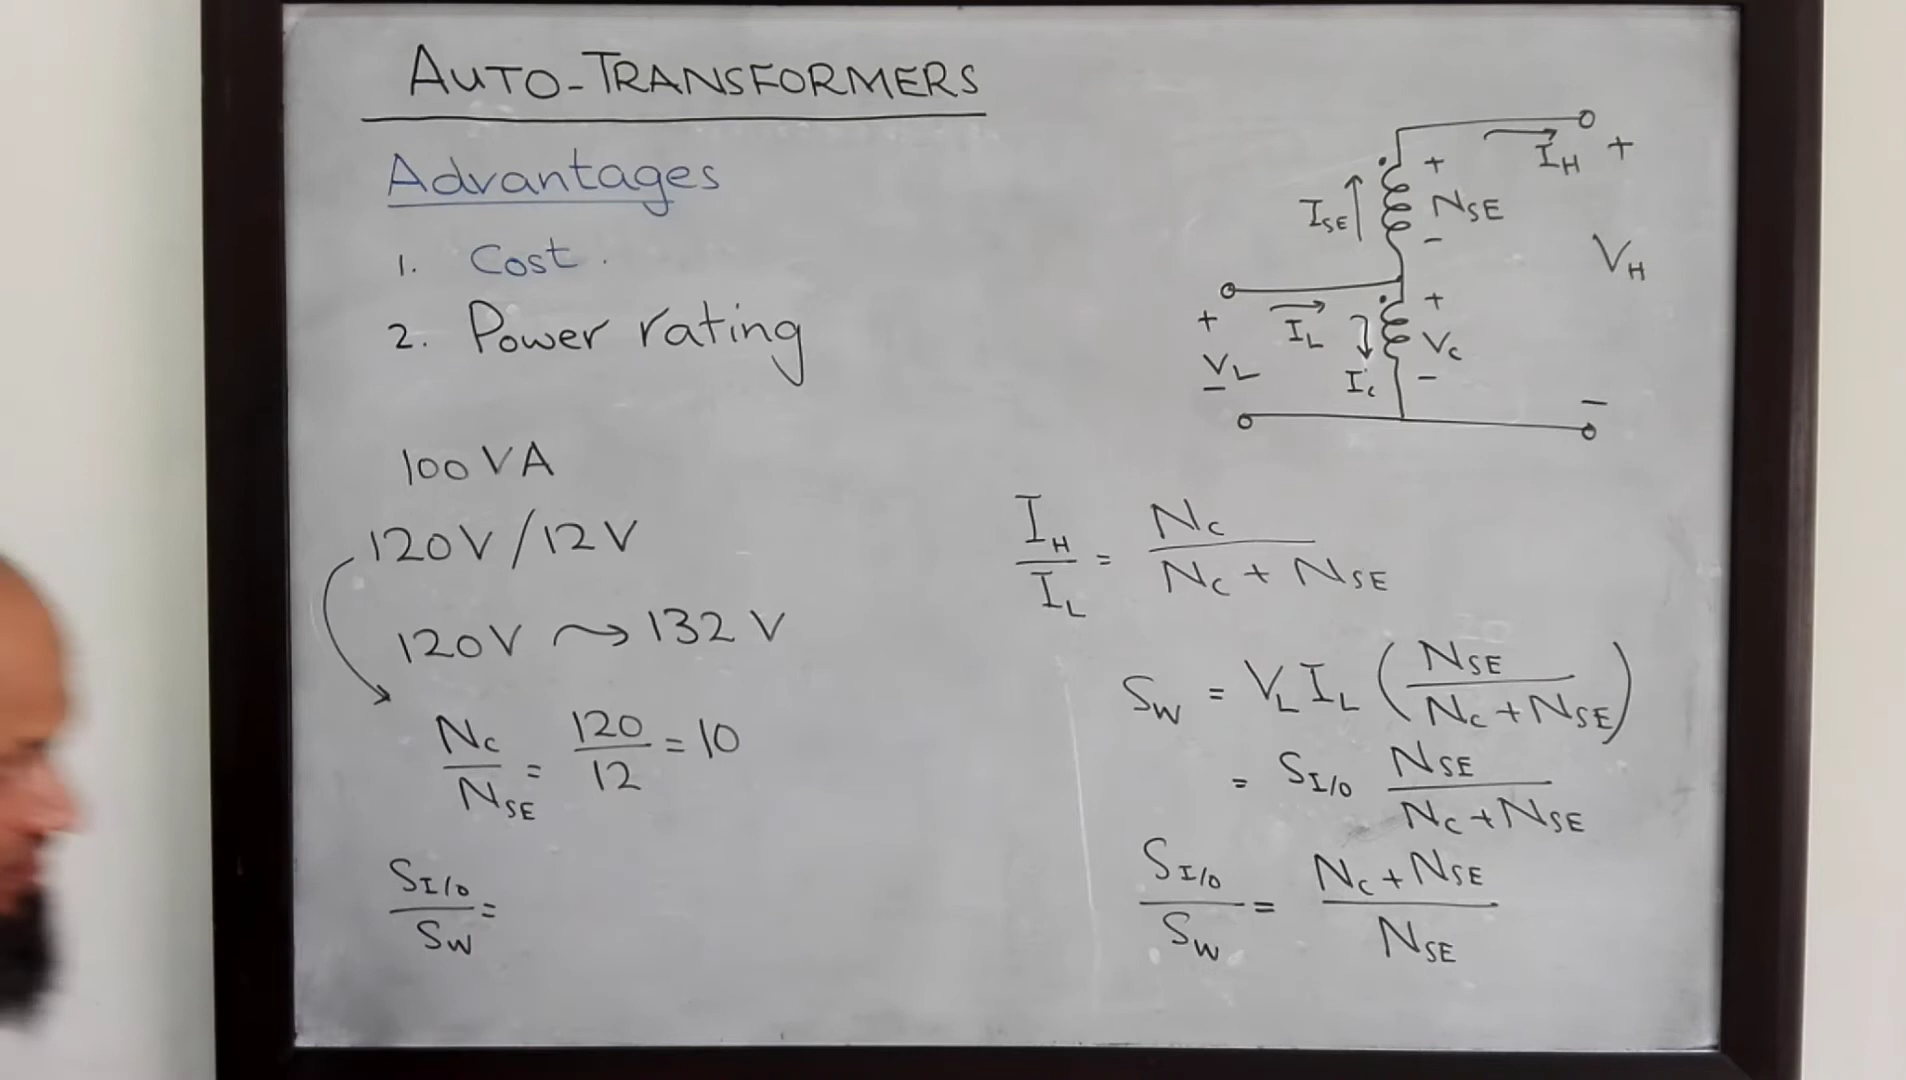 AUTO-TRANSFORMERS
Advantages
1. Cost.
2. Power rating
100 VA
120V/12V
120V → 132 V
N_C/N_SE = 120/12 = 10
S_I/O / S_W =
I_H
+
+
I_SE
N_SE
-
V_H
+
I_L
+
V_L
-
I_c
V_c
-
-
I_H/I_L = N_C/(N_C + N_SE)
S_W = V_L I_L (N_SE/(N_C + N_SE))
= S_I/O N_SE/(N_C + N_SE)
S_I/O / S_W = (N_C + N_SE)/N_SE